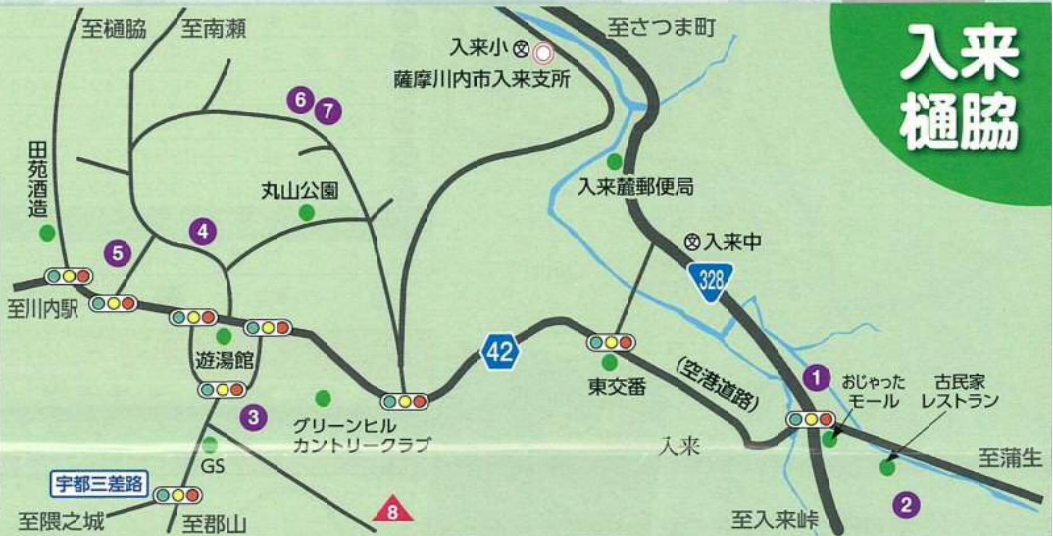 入来
樋脇
至樋脇
至南瀬
入来小
文
薩摩川内市入来支所
至さつま町
6
7
田苑酒造
丸山公園
入来麓郵便局
4
5
文
入来中
328
至川内駅
遊湯館
42
東交番
(空港道路)
1
おじゃった
モール
古民家
レストラン
3
グリーンヒル
カントリークラブ
入来
至蒲生
GS
宇都三差路
8
2
至隈之城
至郡山
至入来峠